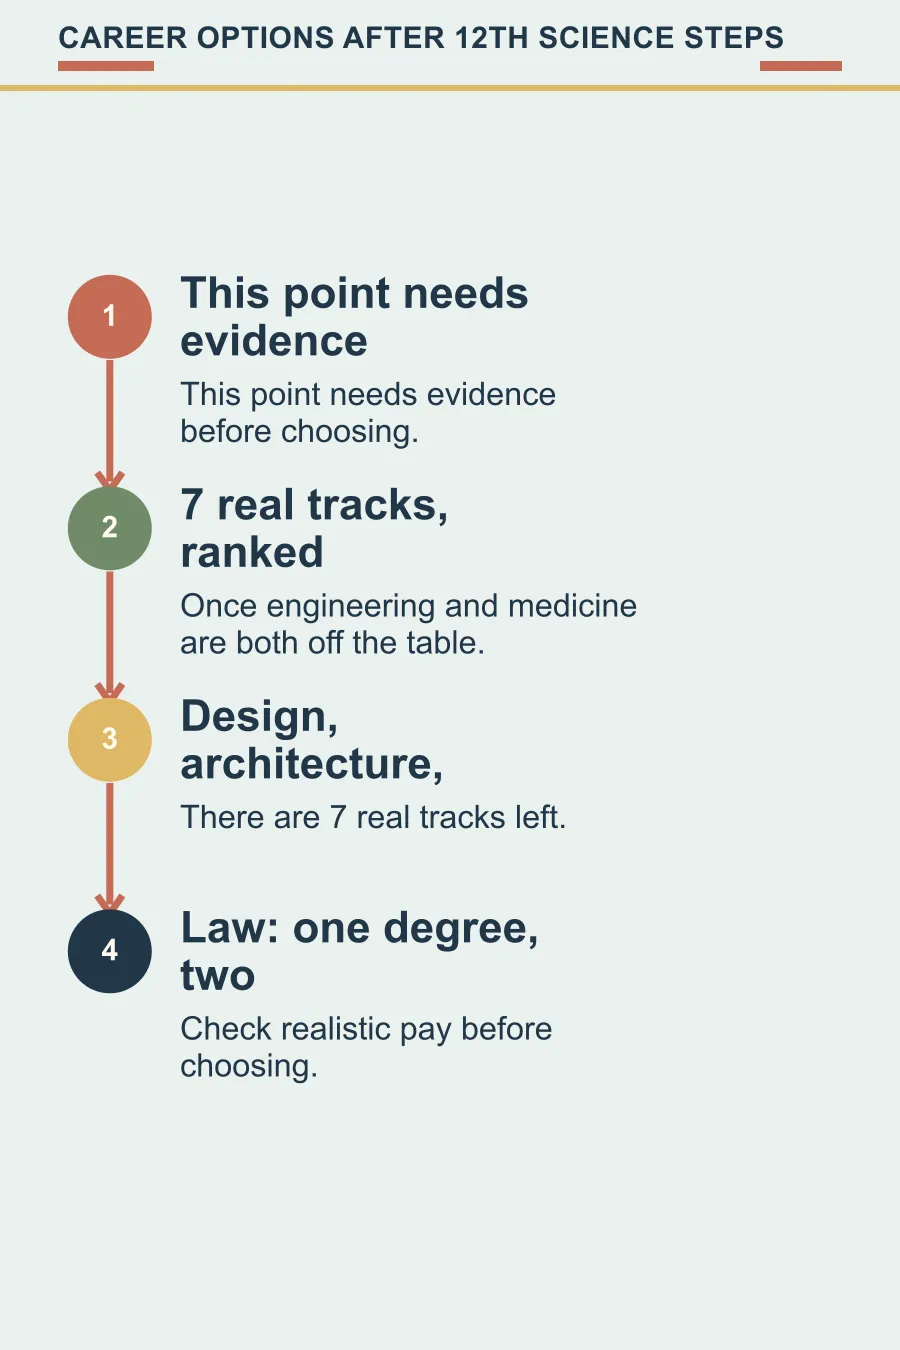 CAREER OPTIONS AFTER 12TH SCIENCE STEPS
1
This point needs
evidence
This point needs evidence
before choosing.
2
7 real tracks,
ranked
Once engineering and medicine
are both off the table.
3
Design,
architecture,
There are 7 real tracks left.
4
Law: one degree,
two
Check realistic pay before
choosing.